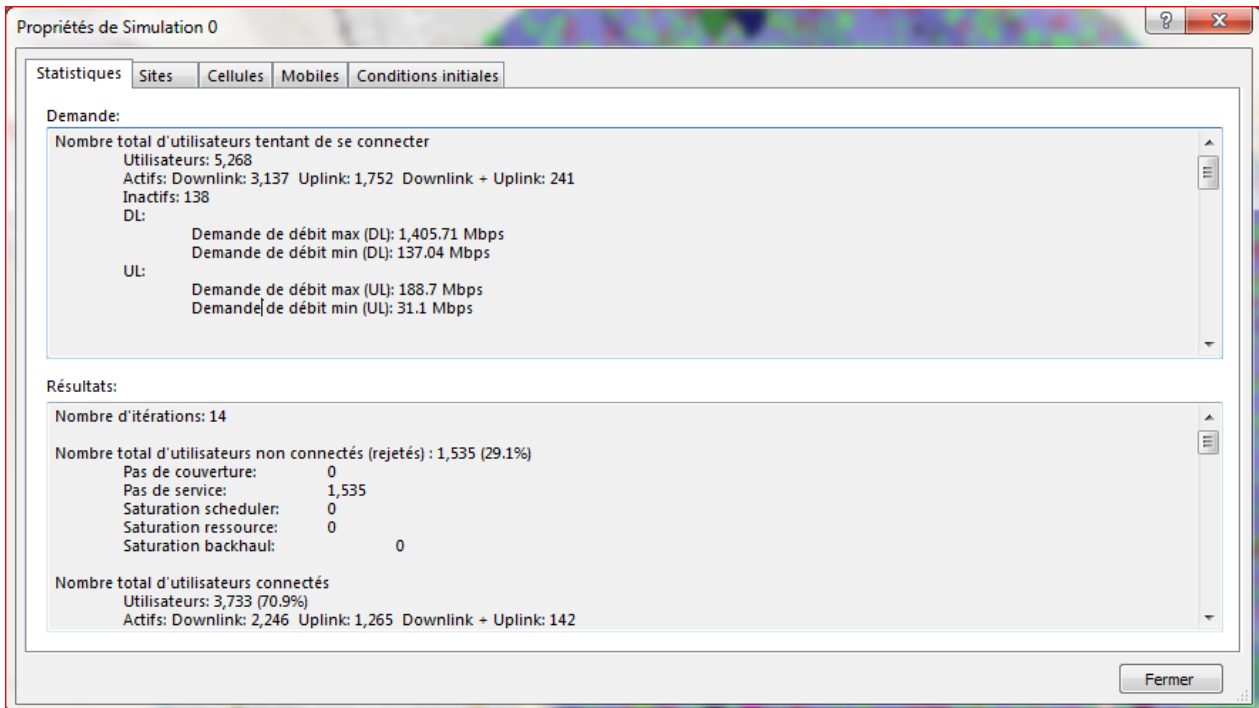 Propriétés de Simulation 0
Statistiques Sites Cellules Mobiles Conditions initiales
Demande:
Nombre total d'utilisateurs tentant de se connecter
Utilisateurs: 5,268
Actifs: Downlink: 3,137 Uplink: 1,752 Downlink + Uplink: 241
Inactifs: 138
DL:
Demande de débit max (DL): 1,405.71 Mbps
Demande de débit min (DL): 137.04 Mbps
UL:
Demande de débit max (UL): 188.7 Mbps
Demande de débit min (UL): 31.1 Mbps
Résultats:
Nombre d'itérations: 14
Nombre total d'utilisateurs non connectés (rejetés) : 1,535 (29.1%)
Pas de couverture: 0
Pas de service: 1,535
Saturation scheduler: 0
Saturation ressource: 0
Saturation backhaul: 0
Nombre total d'utilisateurs connectés
Utilisateurs: 3,733 (70.9%)
Actifs: Downlink: 2,246 Uplink: 1,265 Downlink + Uplink: 142
Fermer